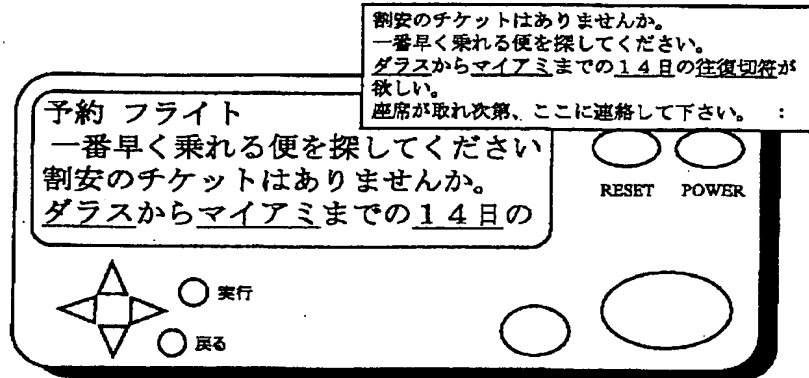 割安のチケットはありませんか。
一番早く乗れる便を探してください。
ダラスからマイアミまでの14日の往復切符が
欲しい。
座席が取れ次第、ここに連絡して下さい。 :
予約 フライト
一番早く乗れる便を探してください
割安のチケットはありませんか。
ダラスからマイアミまでの14日の
RESET POWER
実行
戻る